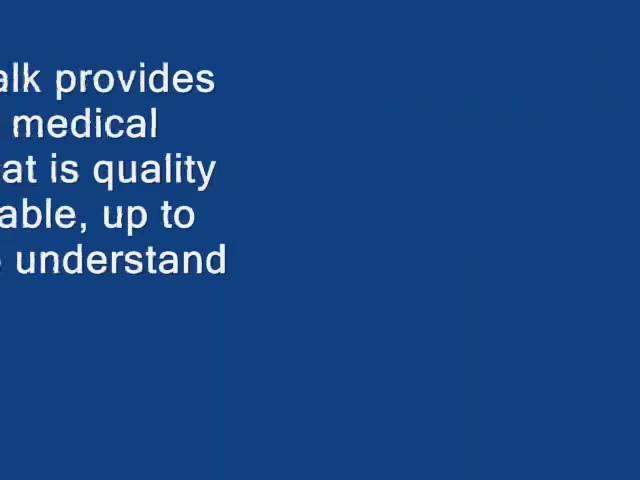 alk provides
medical
at is quality
able, up to
understand